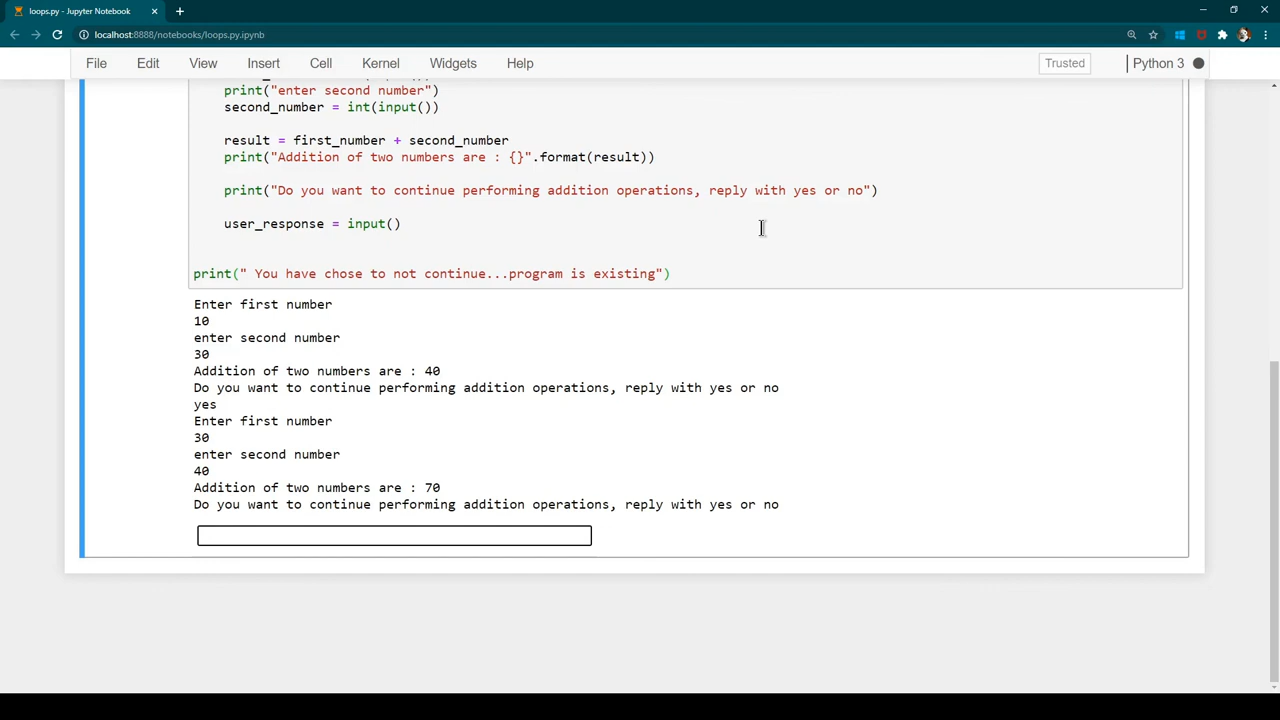 loops.py - Jupyter Notebook
localhost:8888/notebooks/loops.py.ipynb
File Edit View Insert Cell Kernel Widgets Help Trusted Python 3
print("enter second number")
second_number = int(input())
result = first_number + second_number
print("Addition of two numbers are : {}".format(result))
print("Do you want to continue performing addition operations, reply with yes or no")
user_response = input()
print(" You have chose to not continue...program is existing")
Enter first number
10
enter second number
30
Addition of two numbers are : 40
Do you want to continue performing addition operations, reply with yes or no
yes
Enter first number
30
enter second number
40
Addition of two numbers are : 70
Do you want to continue performing addition operations, reply with yes or no